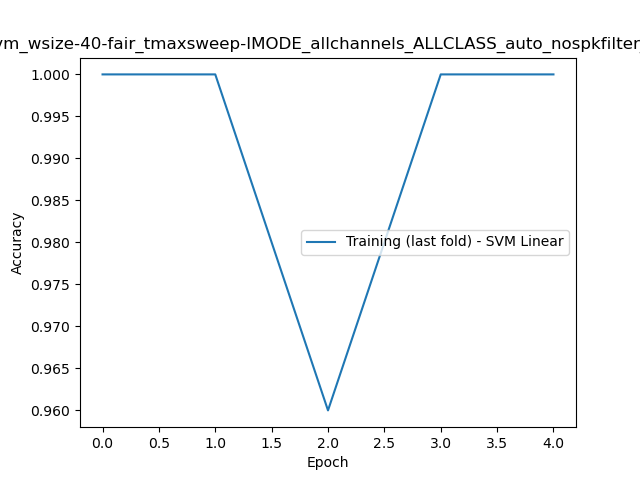 vm_wsize-40-fair_tmaxsweep-IMODE_allchannels_ALLCLASS_auto_nospkfilter_
1.000
0.995
0.990
0.985
0.980
0.975
0.970
0.965
0.960
Accuracy
Training (last fold) - SVM Linear
0.0 0.5 1.0 1.5 2.0 2.5 3.0 3.5 4.0
Epoch